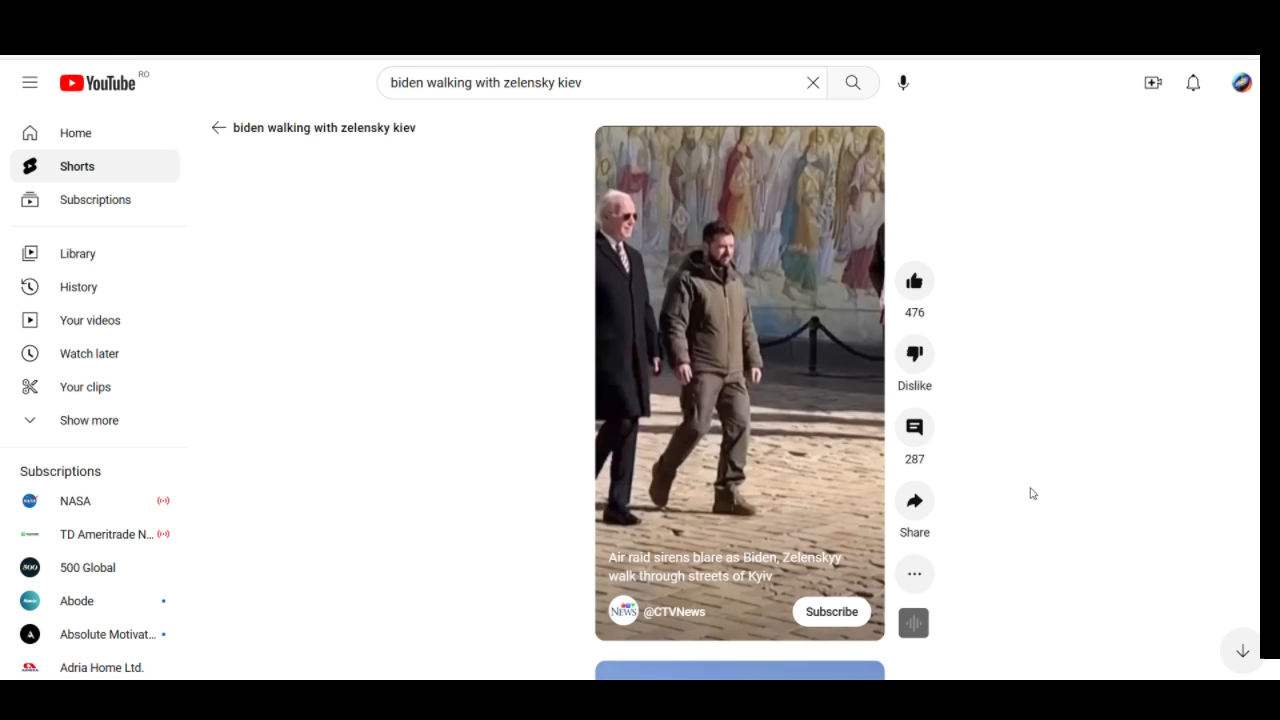 YouTube RO
biden walking with zelensky kiev
Home
Shorts
Subscriptions
Library
History
Your videos
Watch later
Your clips
Show more
Subscriptions
NASA
TD Ameritrade N...
500 Global
Abode
Absolute Motivat...
Adria Home Ltd.
biden walking with zelensky kiev
Air raid sirens blare as Biden, Zelenskyy
walk through streets of Kyiv
NEWS @CTVNews
Subscribe
476
Dislike
287
Share